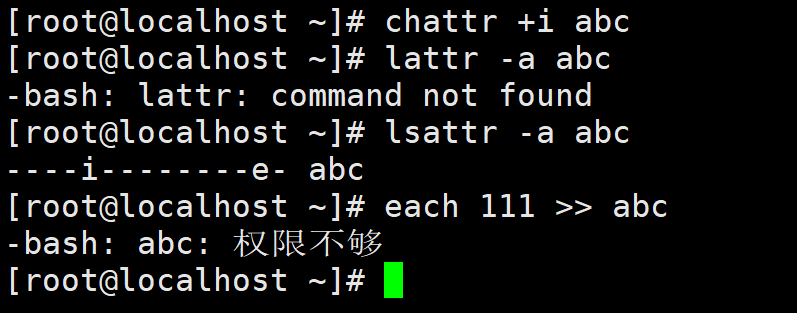 [root@localhost ~]# chattr +i abc
[root@localhost ~]# lattr -a abc
-bash: lattr: command not found
[root@localhost ~]# lsattr -a abc
----i--------e- abc
[root@localhost ~]# each 111 >> abc
-bash: abc: 权限不够
[root@localhost ~]#